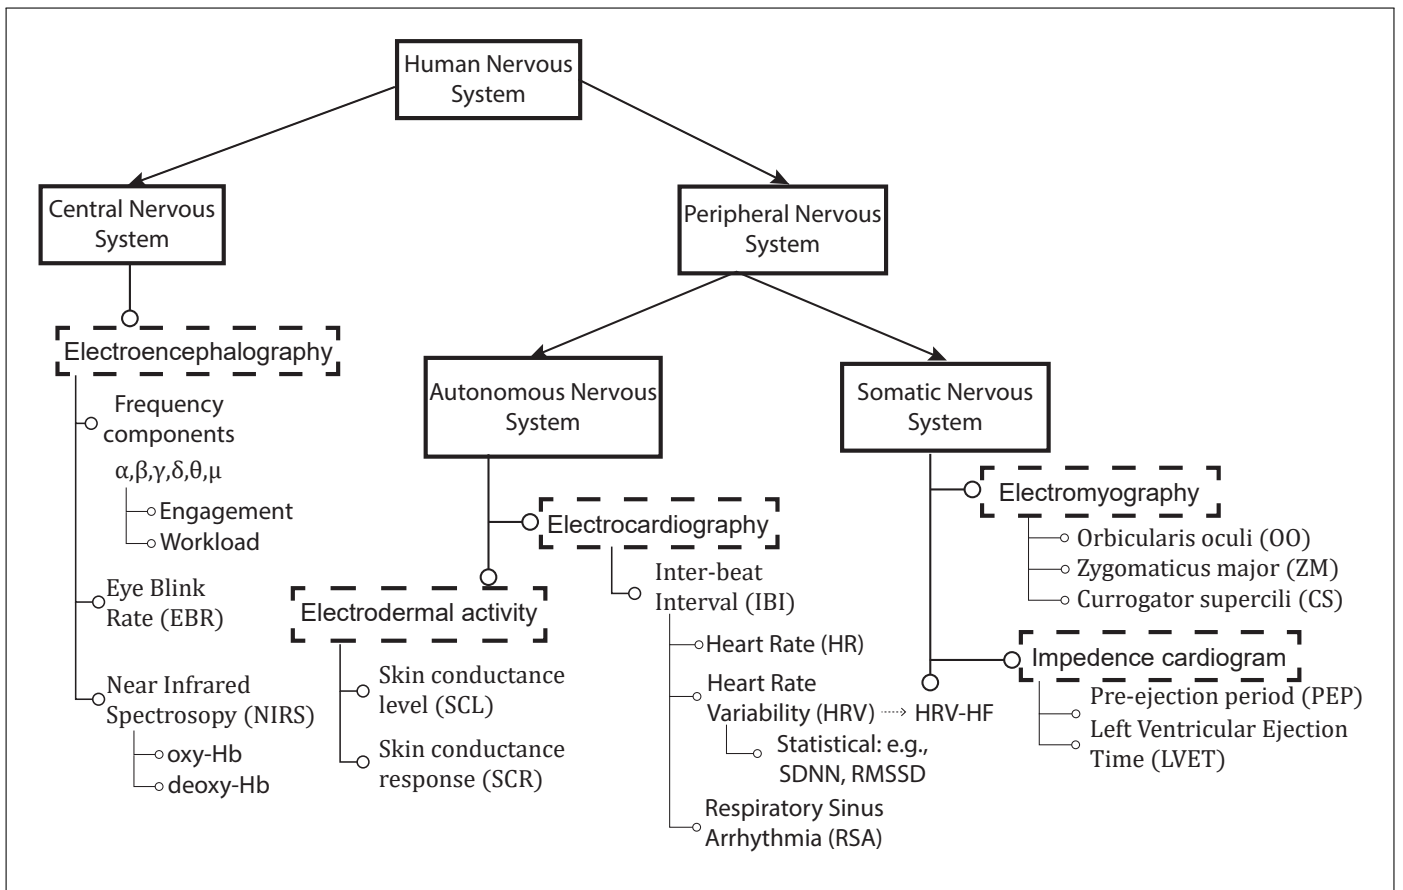 Human Nervous
System
Central Nervous
System
Peripheral Nervous
System
Electroencephalography
Frequency
components
α,β,γ,δ,θ,μ
Engagement
Workload
Eye Blink
Rate (EBR)
Near Infrared
Spectrosopy (NIRS)
oxy-Hb
deoxy-Hb
Autonomous Nervous
System
Electrocardiography
Inter-beat
Interval (IBI)
Heart Rate (HR)
Heart Rate
Variability (HRV)
HRV-HF
Statistical: e.g.,
SDNN, RMSSD
Respiratory Sinus
Arrhythmia (RSA)
Electrodermal activity
Skin conductance
level (SCL)
Skin conductance
response (SCR)
Somatic Nervous
System
Electromyography
Orbicularis oculi (OO)
Zygomaticus major (ZM)
Currogator supercili (CS)
Impedence cardiogram
Pre-ejection period (PEP)
Left Ventricular Ejection
Time (LVET)